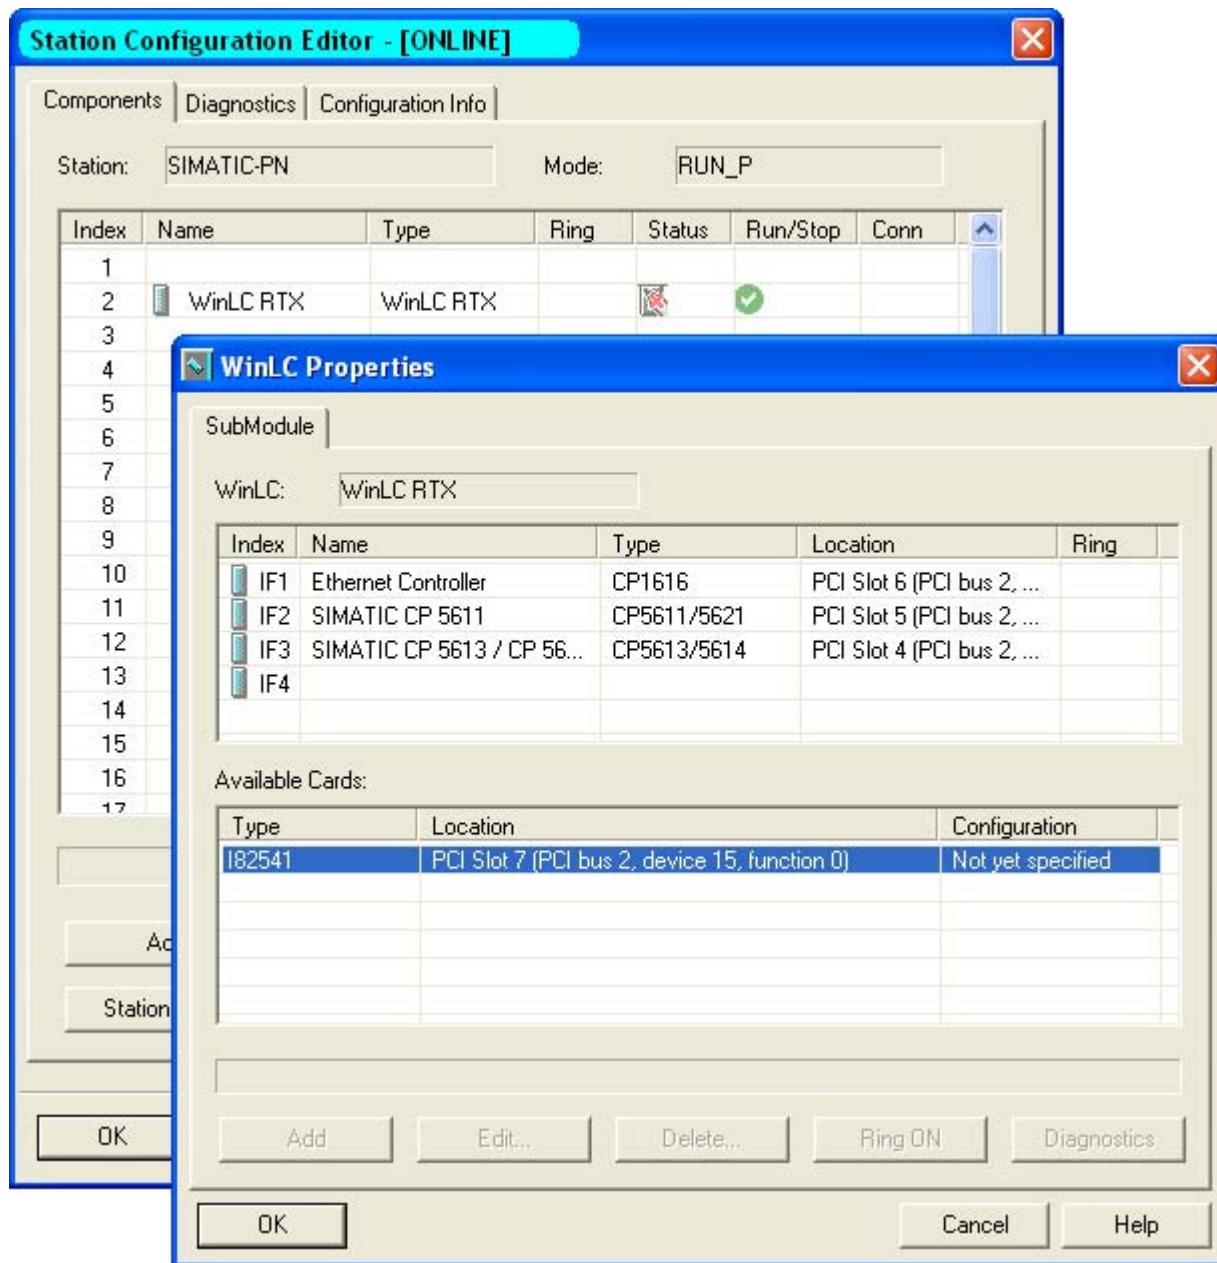 Station Configuration Editor - [ONLINE]
Components Diagnostics Configuration Info
Station: SIMATIC-PN Mode: RUN_P
Index Name Type Ring Status Run/Stop Conn
1
2 WinLC RTX WinLC RTX
3
4
5
6
7
8
9
10
11
12
13
14
15
16
17
Station
OK
WinLC Properties
SubModule
WinLC: WinLC RTX
Index Name Type Location Ring
IF1 Ethernet Controller CP1616 PCI Slot 6 (PCI bus 2, ...
IF2 SIMATIC CP 5611 CP5611/5621 PCI Slot 5 (PCI bus 2, ...
IF3 SIMATIC CP 5613 / CP 56... CP5613/5614 PCI Slot 4 (PCI bus 2, ...
IF4
Available Cards:
Type Location Configuration
I82541 PCI Slot 7 (PCI bus 2, device 15, function 0) Not yet specified
Add Edit... Delete... Ring ON Diagnostics
OK Cancel Help